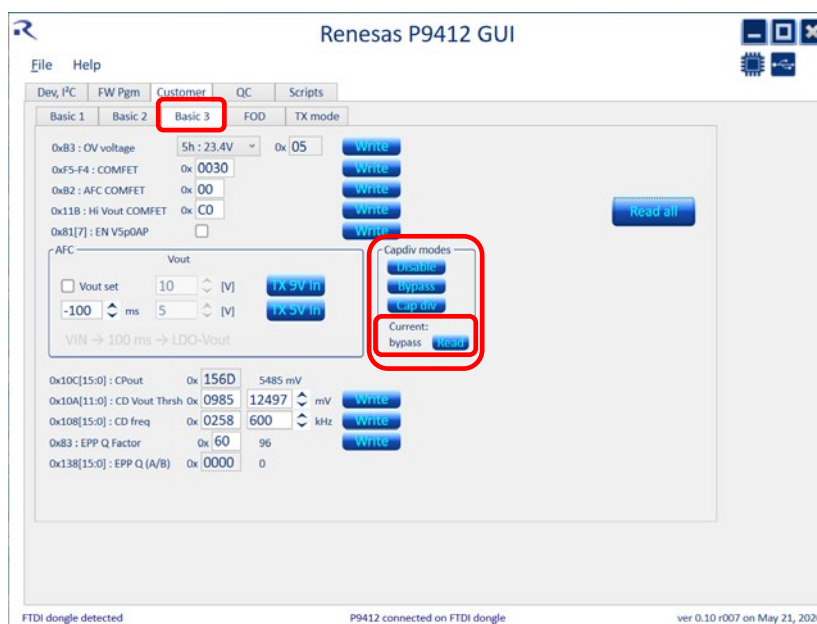 Renesas P9412 GUI
File Help
Dev, I²C FW Pgm Customer QC Scripts
Basic 1 Basic 2 Basic 3 FOD TX mode
0xB3 : OV voltage 5h : 23.4V 0x 05 Write
0xF5-F4 : COMFET 0x 0030 Write
0xB2 : AFC COMFET 0x 00 Write
0x11B : Hi Vout COMFET 0x C0 Write
Read all
0x81[7] : EN V5p0AP Write
AFC
Vout
Vout set 10 [V] TX 9V In
-100 ms 5 [V] TX 5V In
VIN → 100 ms → LDO-Vout
Capdiv modes
Disable
Bypass
Cap div
Current:
bypass Read
0x10C[15:0] : CPout 0x 156D 5485 mV
0x10A[11:0] : CD Vout Thrsh 0x 0985 12497 mV Write
0x108[15:0] : CD freq 0x 0258 600 kHz Write
0x83 : EPP Q Factor 0x 60 96 Write
0x138[15:0] : EPP Q (A/B) 0x 0000 0
FTDI dongle detected P9412 connected on FTDI dongle ver 0.10 r007 on May 21, 202